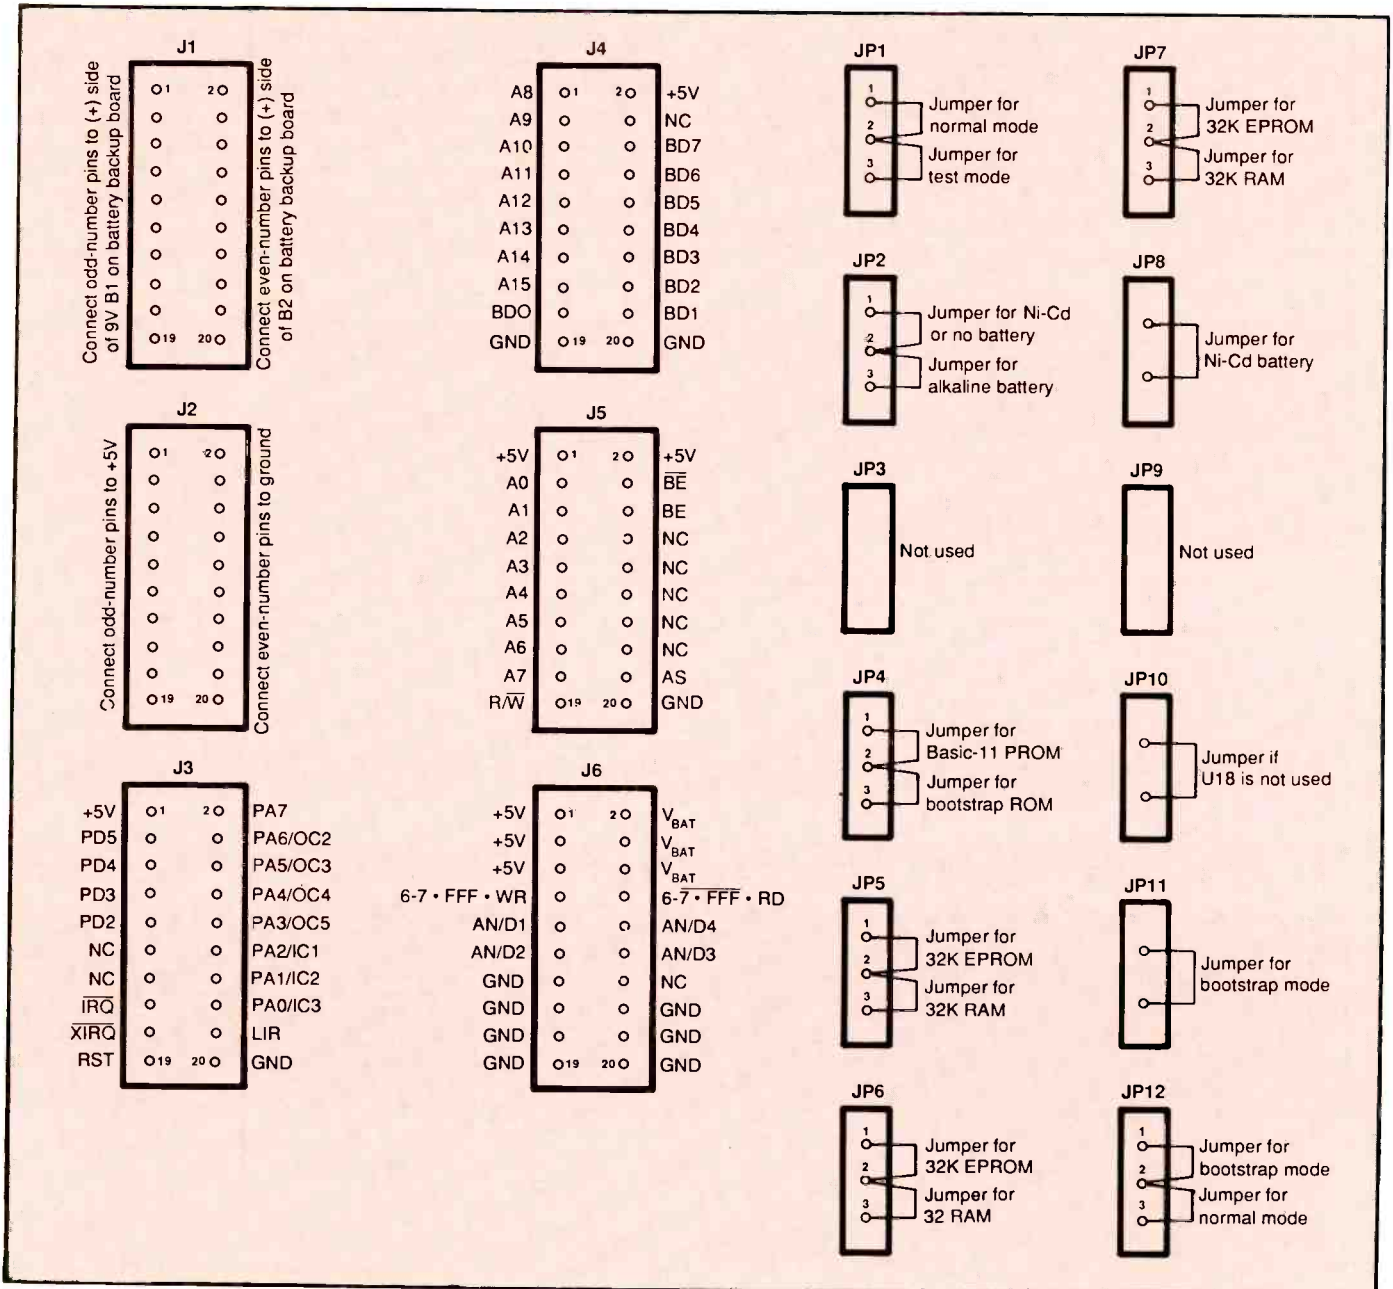 J1
Connect odd-number pins to (+) side
of 9V B1 on battery backup board
1 2
19 20
Connect even-number pins to (+) side
of B2 on battery backup board
J2
Connect odd-number pins to +5V
1 2
19 20
Connect even-number pins to ground
J3
+5V 1 2 PA7
PD5 PA6/OC2
PD4 PA5/OC3
PD3 PA4/OC4
PD2 PA3/OC5
NC PA2/IC1
NC PA1/IC2
I̅R̅Q̅ PA0/IC3
X̅I̅R̅Q̅ LIR
RST 19 20 GND
J4
A8 1 2 +5V
A9 NC
A10 BD7
A11 BD6
A12 BD5
A13 BD4
A14 BD3
A15 BD2
BDO BD1
GND 19 20 GND
J5
+5V 1 2 +5V
A0 B̅E̅
A1 BE
A2 NC
A3 NC
A4 NC
A5 NC
A6 NC
A7 AS
R/W̅ 19 20 GND
J6
+5V 1 2 VBAT
+5V VBAT
+5V VBAT
6-7 • FFF • WR 6-7 • F̅F̅F̅ • RD
AN/D1 AN/D4
AN/D2 AN/D3
GND NC
GND GND
GND GND
GND 19 20 GND
JP1
1
2
3
Jumper for
normal mode
Jumper for
test mode
JP2
1
2
3
Jumper for Ni-Cd
or no battery
Jumper for
alkaline battery
JP3
Not used
JP4
1
2
3
Jumper for
Basic-11 PROM
Jumper for
bootstrap ROM
JP5
1
2
3
Jumper for
32K EPROM
Jumper for
32K RAM
JP6
1
2
3
Jumper for
32K EPROM
Jumper for
32 RAM
JP7
1
2
3
Jumper for
32K EPROM
Jumper for
32K RAM
JP8
Jumper for
Ni-Cd battery
JP9
Not used
JP10
Jumper if
U18 is not used
JP11
Jumper for
bootstrap mode
JP12
1
2
3
Jumper for
bootstrap mode
Jumper for
normal mode